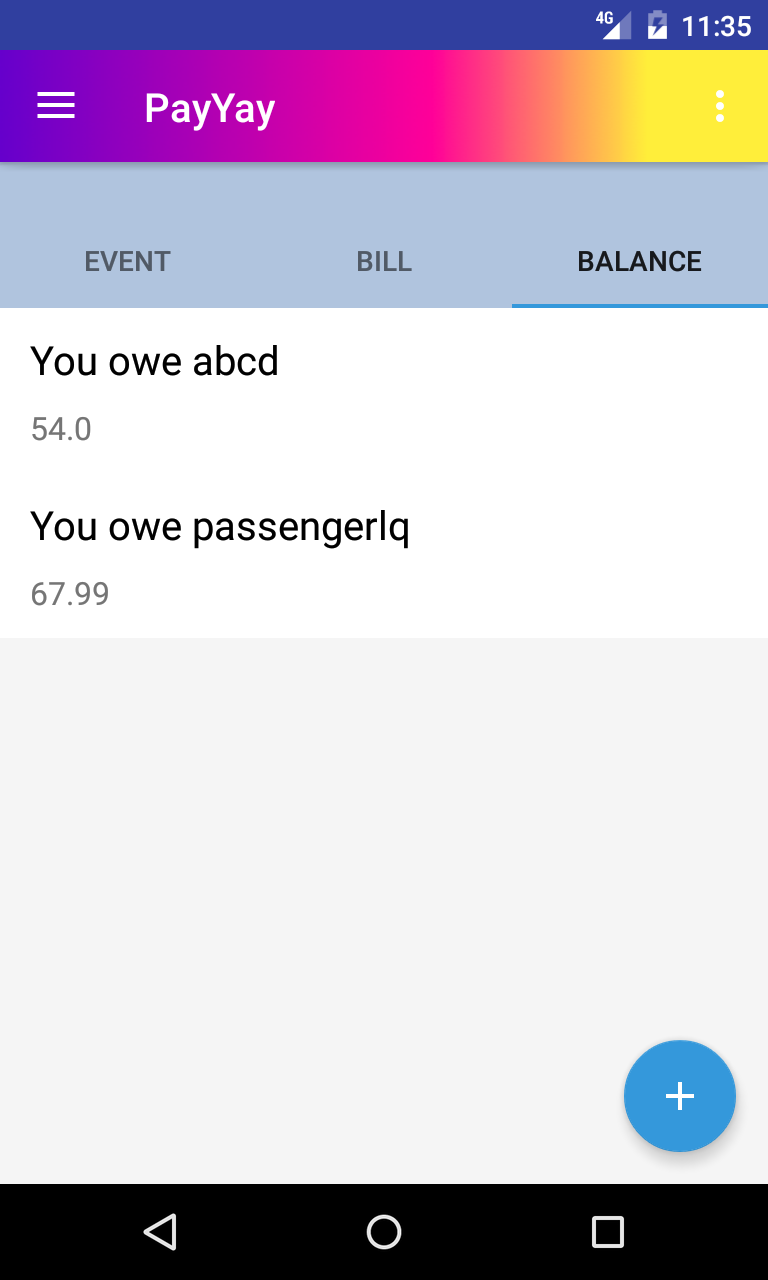 4G 11:35
PayYay
EVENT BILL BALANCE
You owe abcd
54.0
You owe passengerlq
67.99